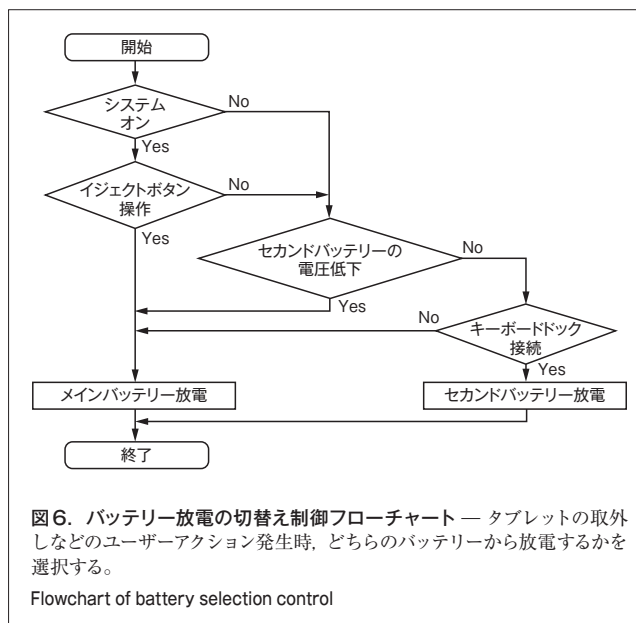 開始
システム
オン
No
Yes
イジェクトボタン
操作
No
Yes
セカンドバッテリーの
電圧低下
No
Yes
キーボードドック
接続
No
Yes
メインバッテリー放電
セカンドバッテリー放電
終了
図6. バッテリー放電の切替え制御フローチャート ― タブレットの取外
しなどのユーザーアクション発生時,どちらのバッテリーから放電するかを
選択する。
Flowchart of battery selection control